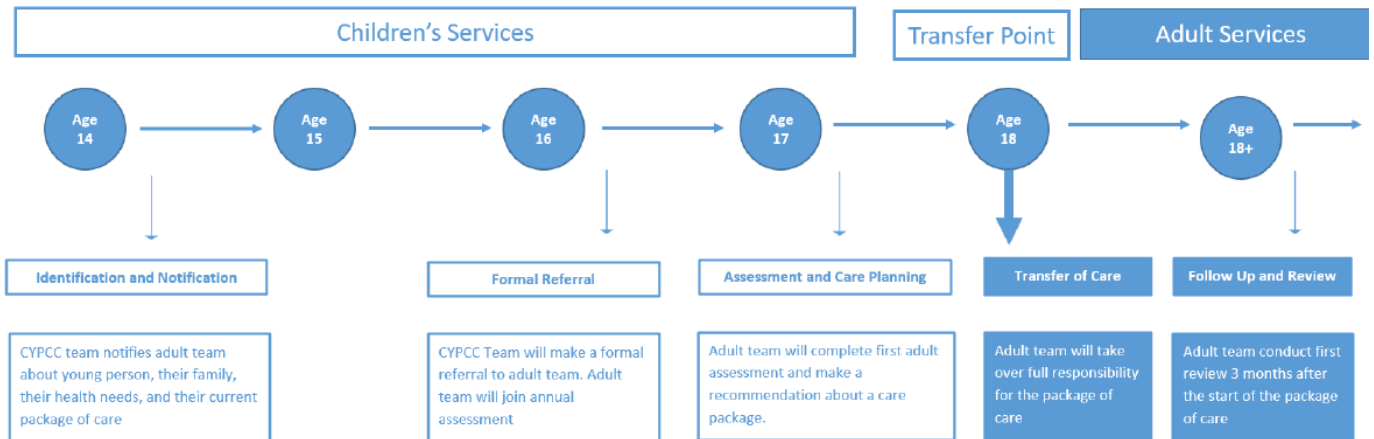 Children's Services
Transfer Point
Adult Services
Age
14
Age
15
Age
16
Age
17
Age
18
Age
18+
Identification and Notification
Formal Referral
Assessment and Care Planning
Transfer of Care
Follow Up and Review
CYPCC team notifies adult team
about young person, their family,
their health needs, and their current
package of care
CYPCC Team will make a formal
referral to adult team. Adult
team will join annual
assessment
Adult team will complete first adult
assessment and make a
recommendation about a care
package.
Adult team will take
over full responsibility
for the package of
care
Adult team conduct first
review 3 months after
the start of the package
of care